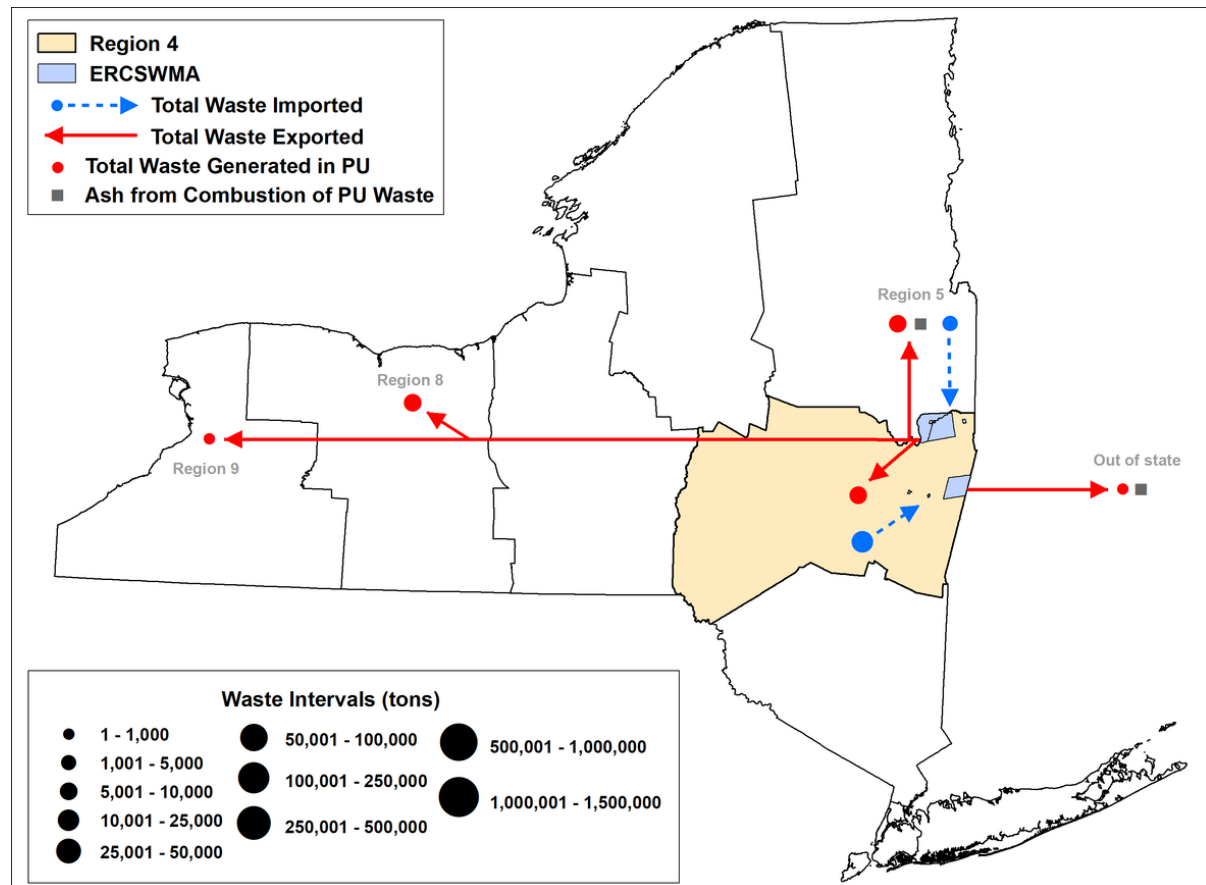 Region 4
ERCSWMA
Total Waste Imported
Total Waste Exported
Total Waste Generated in PU
Ash from Combustion of PU Waste
Region 5
Region 8
Region 9
Out of state
Waste Intervals (tons)
1 - 1,000
1,001 - 5,000
5,001 - 10,000
10,001 - 25,000
25,001 - 50,000
50,001 - 100,000
100,001 - 250,000
250,001 - 500,000
500,001 - 1,000,000
1,000,001 - 1,500,000